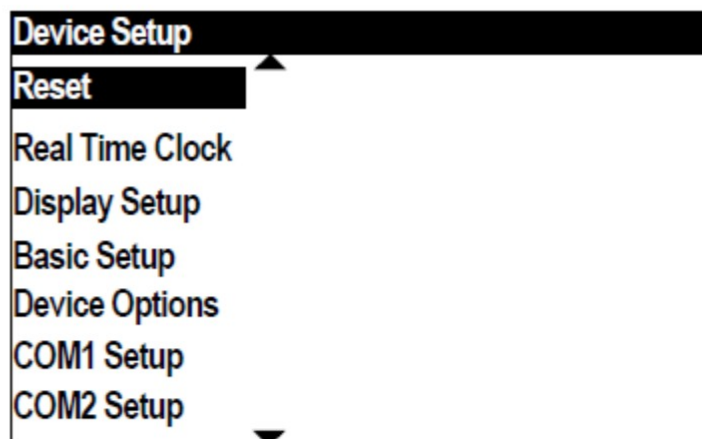 Device Setup
Reset
Real Time Clock
Display Setup
Basic Setup
Device Options
COM1 Setup
COM2 Setup